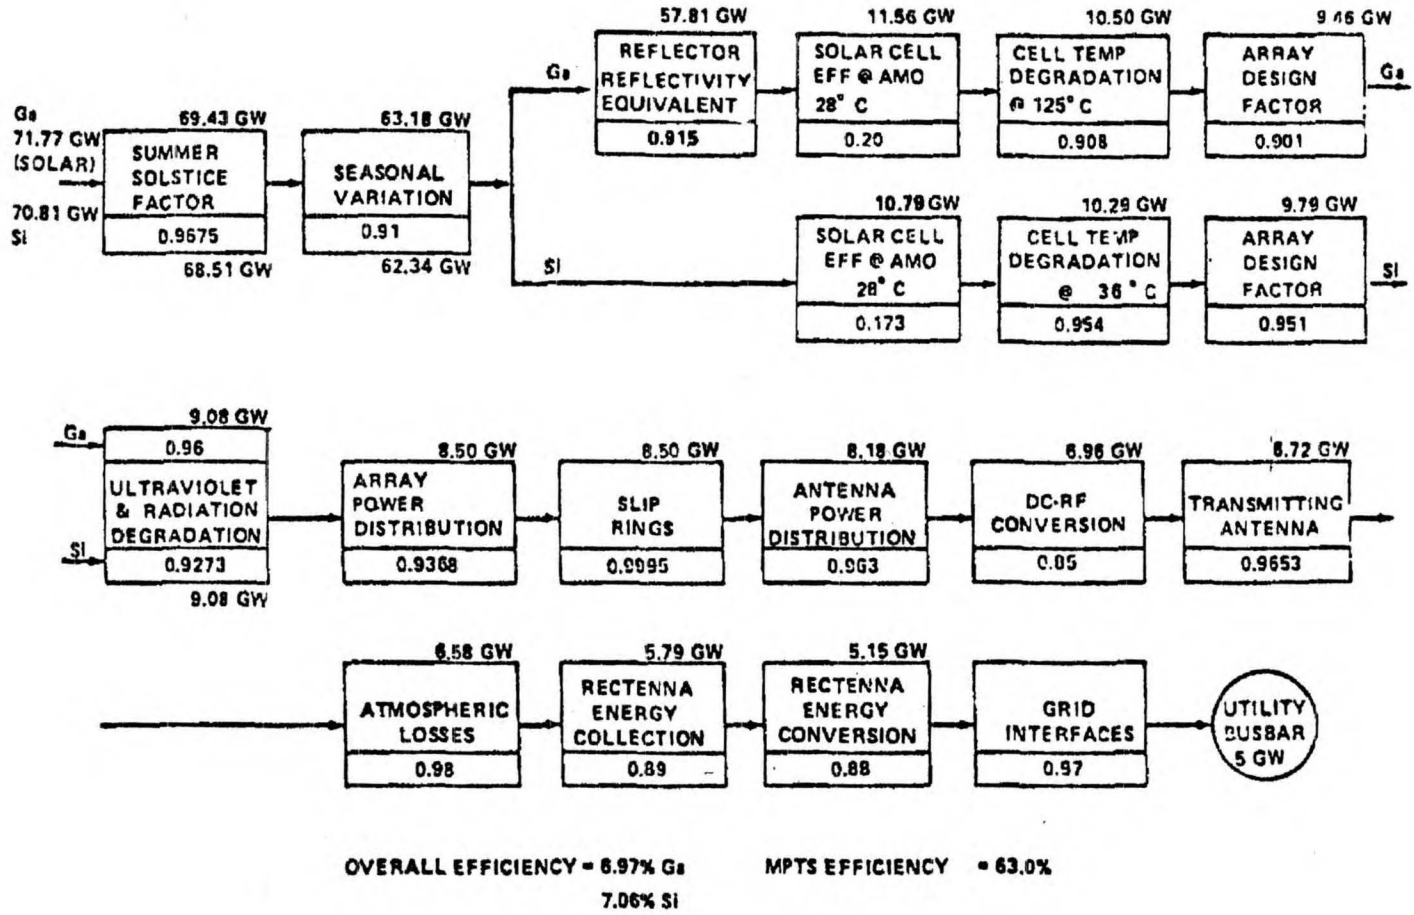 57.81 GW
11.56 GW
10.50 GW
9.46 GW
REFLECTOR
REFLECTIVITY
EQUIVALENT
0.915
SOLAR CELL
EFF @ AMO
28° C
0.20
CELL TEMP
DEGRADATION
@ 125° C
0.908
ARRAY
DESIGN
FACTOR
0.901
Ga
Ga
Ga
71.77 GW
(SOLAR)
70.81 GW
Si
69.43 GW
SUMMER
SOLSTICE
FACTOR
0.9675
68.51 GW
63.18 GW
SEASONAL
VARIATION
0.91
62.34 GW
Si
10.79 GW
SOLAR CELL
EFF @ AMO
28° C
0.173
10.29 GW
CELL TEMP
DEGRADATION
@ 36° C
0.954
9.79 GW
ARRAY
DESIGN
FACTOR
0.951
Si
Ga
9.08 GW
0.96
ULTRAVIOLET
& RADIATION
DEGRADATION
0.9273
Si
9.08 GW
8.50 GW
ARRAY
POWER
DISTRIBUTION
0.9368
8.50 GW
SLIP
RINGS
0.9995
8.18 GW
ANTENNA
POWER
DISTRIBUTION
0.963
6.96 GW
DC-RF
CONVERSION
0.85
6.72 GW
TRANSMITTING
ANTENNA
0.9653
6.58 GW
ATMOSPHERIC
LOSSES
0.98
5.79 GW
RECTENNA
ENERGY
COLLECTION
0.89
5.15 GW
RECTENNA
ENERGY
CONVERSION
0.88
GRID
INTERFACES
0.97
UTILITY
BUSBAR
5 GW
OVERALL EFFICIENCY = 6.97% Ga
7.06% Si
MPTS EFFICIENCY = 63.0%